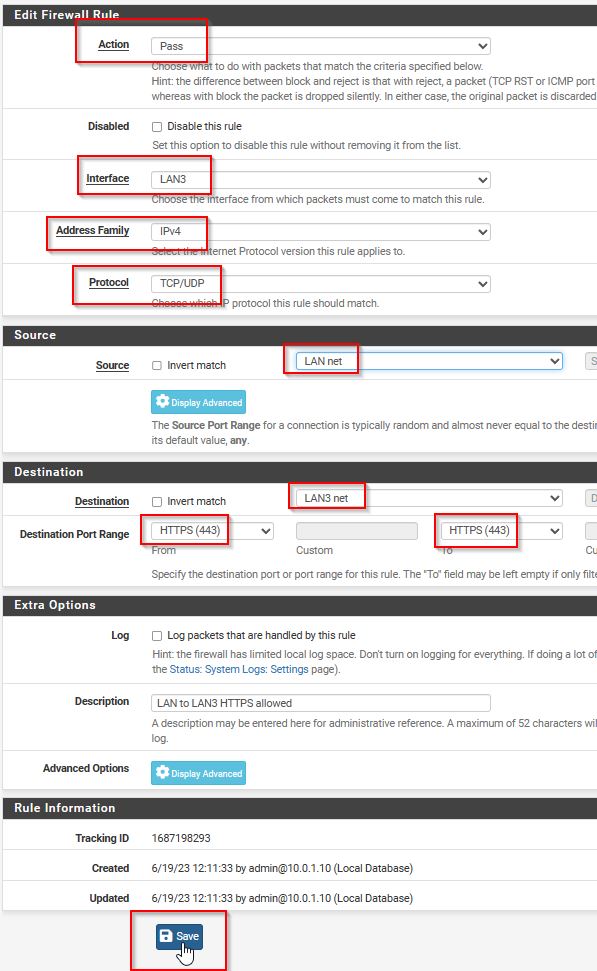 Edit Firewall Rule
Action
Pass
Choose what to do with packets that match the criteria specified below.
Hint: the difference between block and reject is that with reject, a packet (TCP RST or ICMP port
whereas with block the packet is dropped silently. In either case, the original packet is discarded
Disabled
Disable this rule
Set this option to disable this rule without removing it from the list.
Interface
LAN3
Choose the interface from which packets must come to match this rule.
Address Family
IPv4
Select the Internet Protocol version this rule applies to.
Protocol
TCP/UDP
Choose which IP protocol this rule should match.
Source
Source
Invert match
LAN net
S
Display Advanced
The Source Port Range for a connection is typically random and almost never equal to the destin
its default value, any.
Destination
Destination
Invert match
LAN3 net
D
Destination Port Range
HTTPS (443)
HTTPS (443)
From
Custom
To
Cu
Specify the destination port or port range for this rule. The "To" field may be left empty if only filte
Extra Options
Log
Log packets that are handled by this rule
Hint: the firewall has limited local log space. Don't turn on logging for everything. If doing a lot of
the Status: System Logs: Settings page).
Description
LAN to LAN3 HTTPS allowed
A description may be entered here for administrative reference. A maximum of 52 characters wil
log.
Advanced Options
Display Advanced
Rule Information
Tracking ID
1687198293
Created
6/19/23 12:11:33 by admin@10.0.1.10 (Local Database)
Updated
6/19/23 12:11:33 by admin@10.0.1.10 (Local Database)
Save